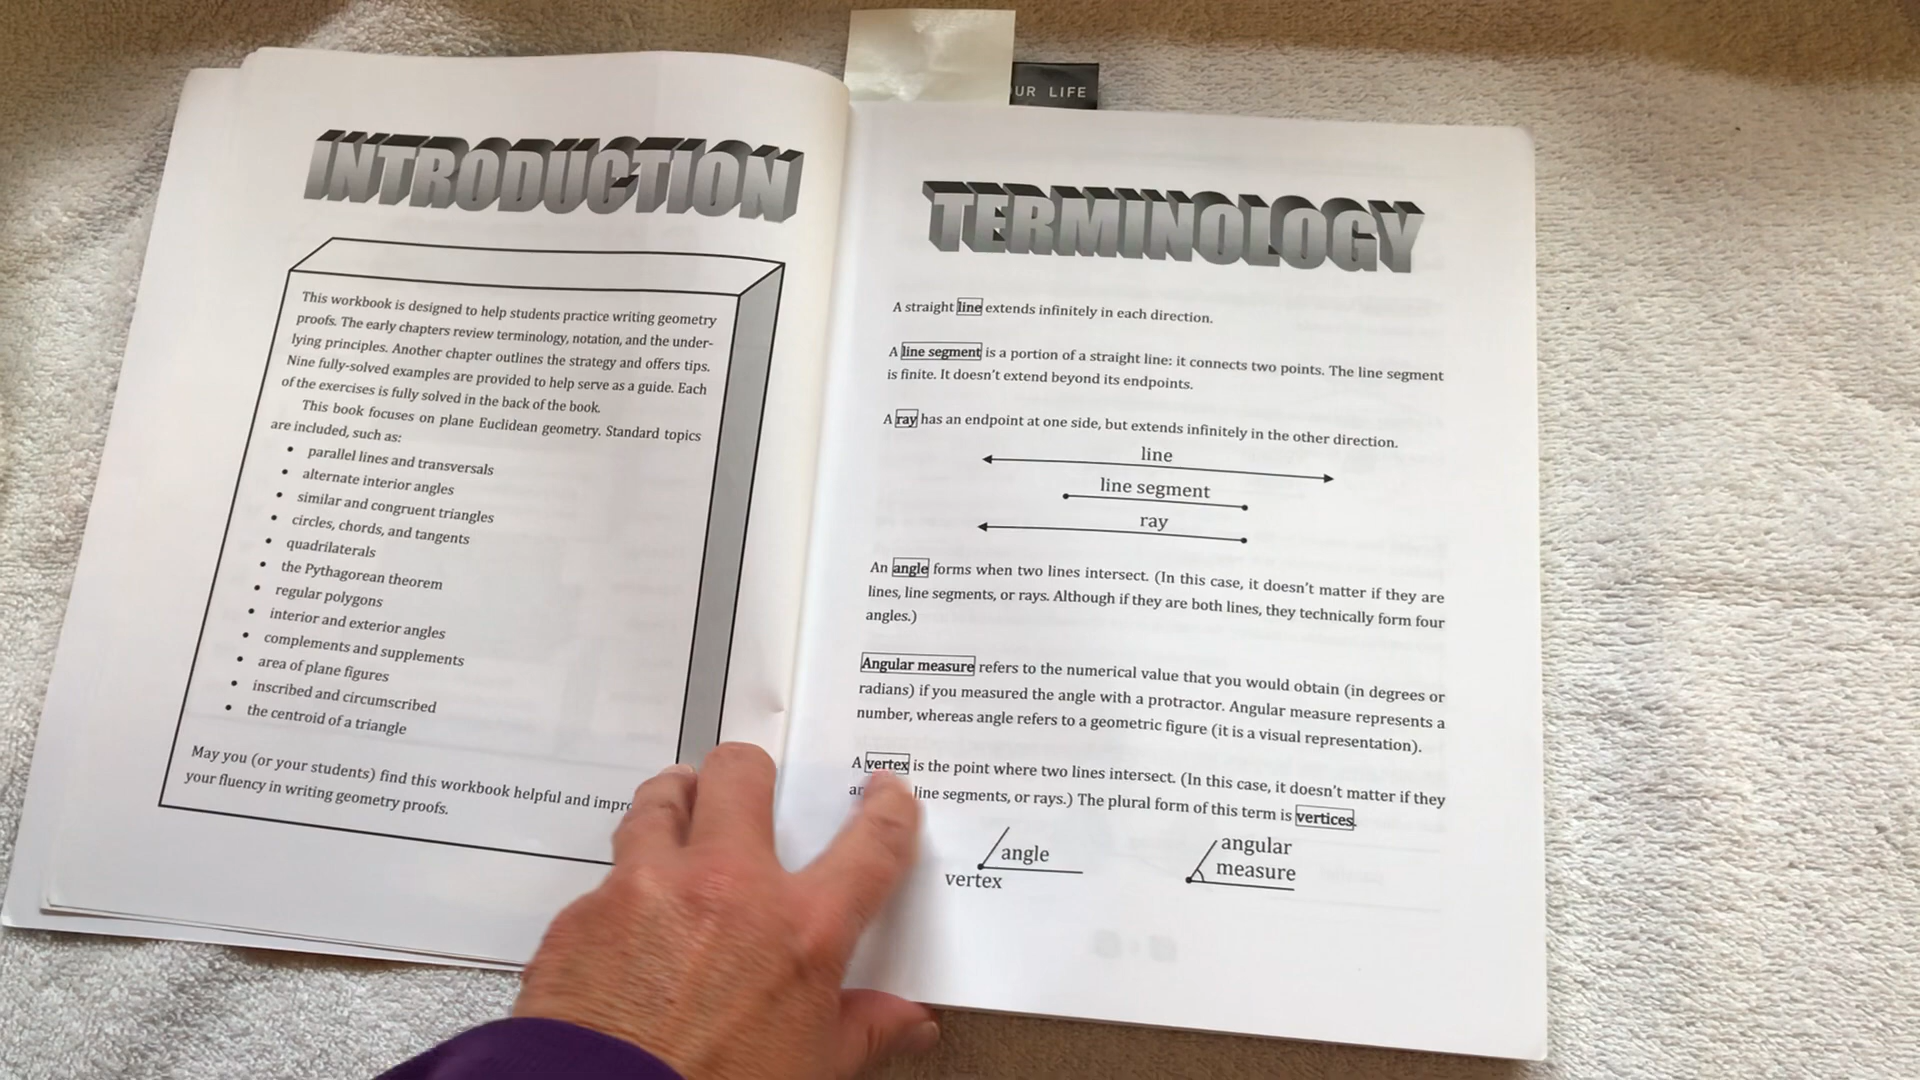 UR LIFE
INTRODUCTION
This workbook is designed to help students practice writing geometry
proofs. The early chapters review terminology, notation, and the under-
lying principles. Another chapter outlines the strategy and offers tips.
Nine fully-solved examples are provided to help serve as a guide. Each
of the exercises is fully solved in the back of the book.
This book focuses on plane Euclidean geometry. Standard topics
are included, such as:
• parallel lines and transversals
• alternate interior angles
• similar and congruent triangles
• circles, chords, and tangents
• quadrilaterals
• the Pythagorean theorem
• regular polygons
• interior and exterior angles
• complements and supplements
• area of plane figures
• inscribed and circumscribed
• the centroid of a triangle
May you (or your students) find this workbook helpful and impro
your fluency in writing geometry proofs.
TERMINOLOGY
A straight line extends infinitely in each direction.
A line segment is a portion of a straight line: it connects two points. The line segment
is finite. It doesn't extend beyond its endpoints.
A ray has an endpoint at one side, but extends infinitely in the other direction.
line
line segment
ray
An angle forms when two lines intersect. (In this case, it doesn't matter if they are
lines, line segments, or rays. Although if they are both lines, they technically form four
angles.)
Angular measure refers to the numerical value that you would obtain (in degrees or
radians) if you measured the angle with a protractor. Angular measure represents a
number, whereas angle refers to a geometric figure (it is a visual representation).
A vertex is the point where two lines intersect. (In this case, it doesn't matter if they
line segments, or rays.) The plural form of this term is vertices.
angle
vertex
angular
measure